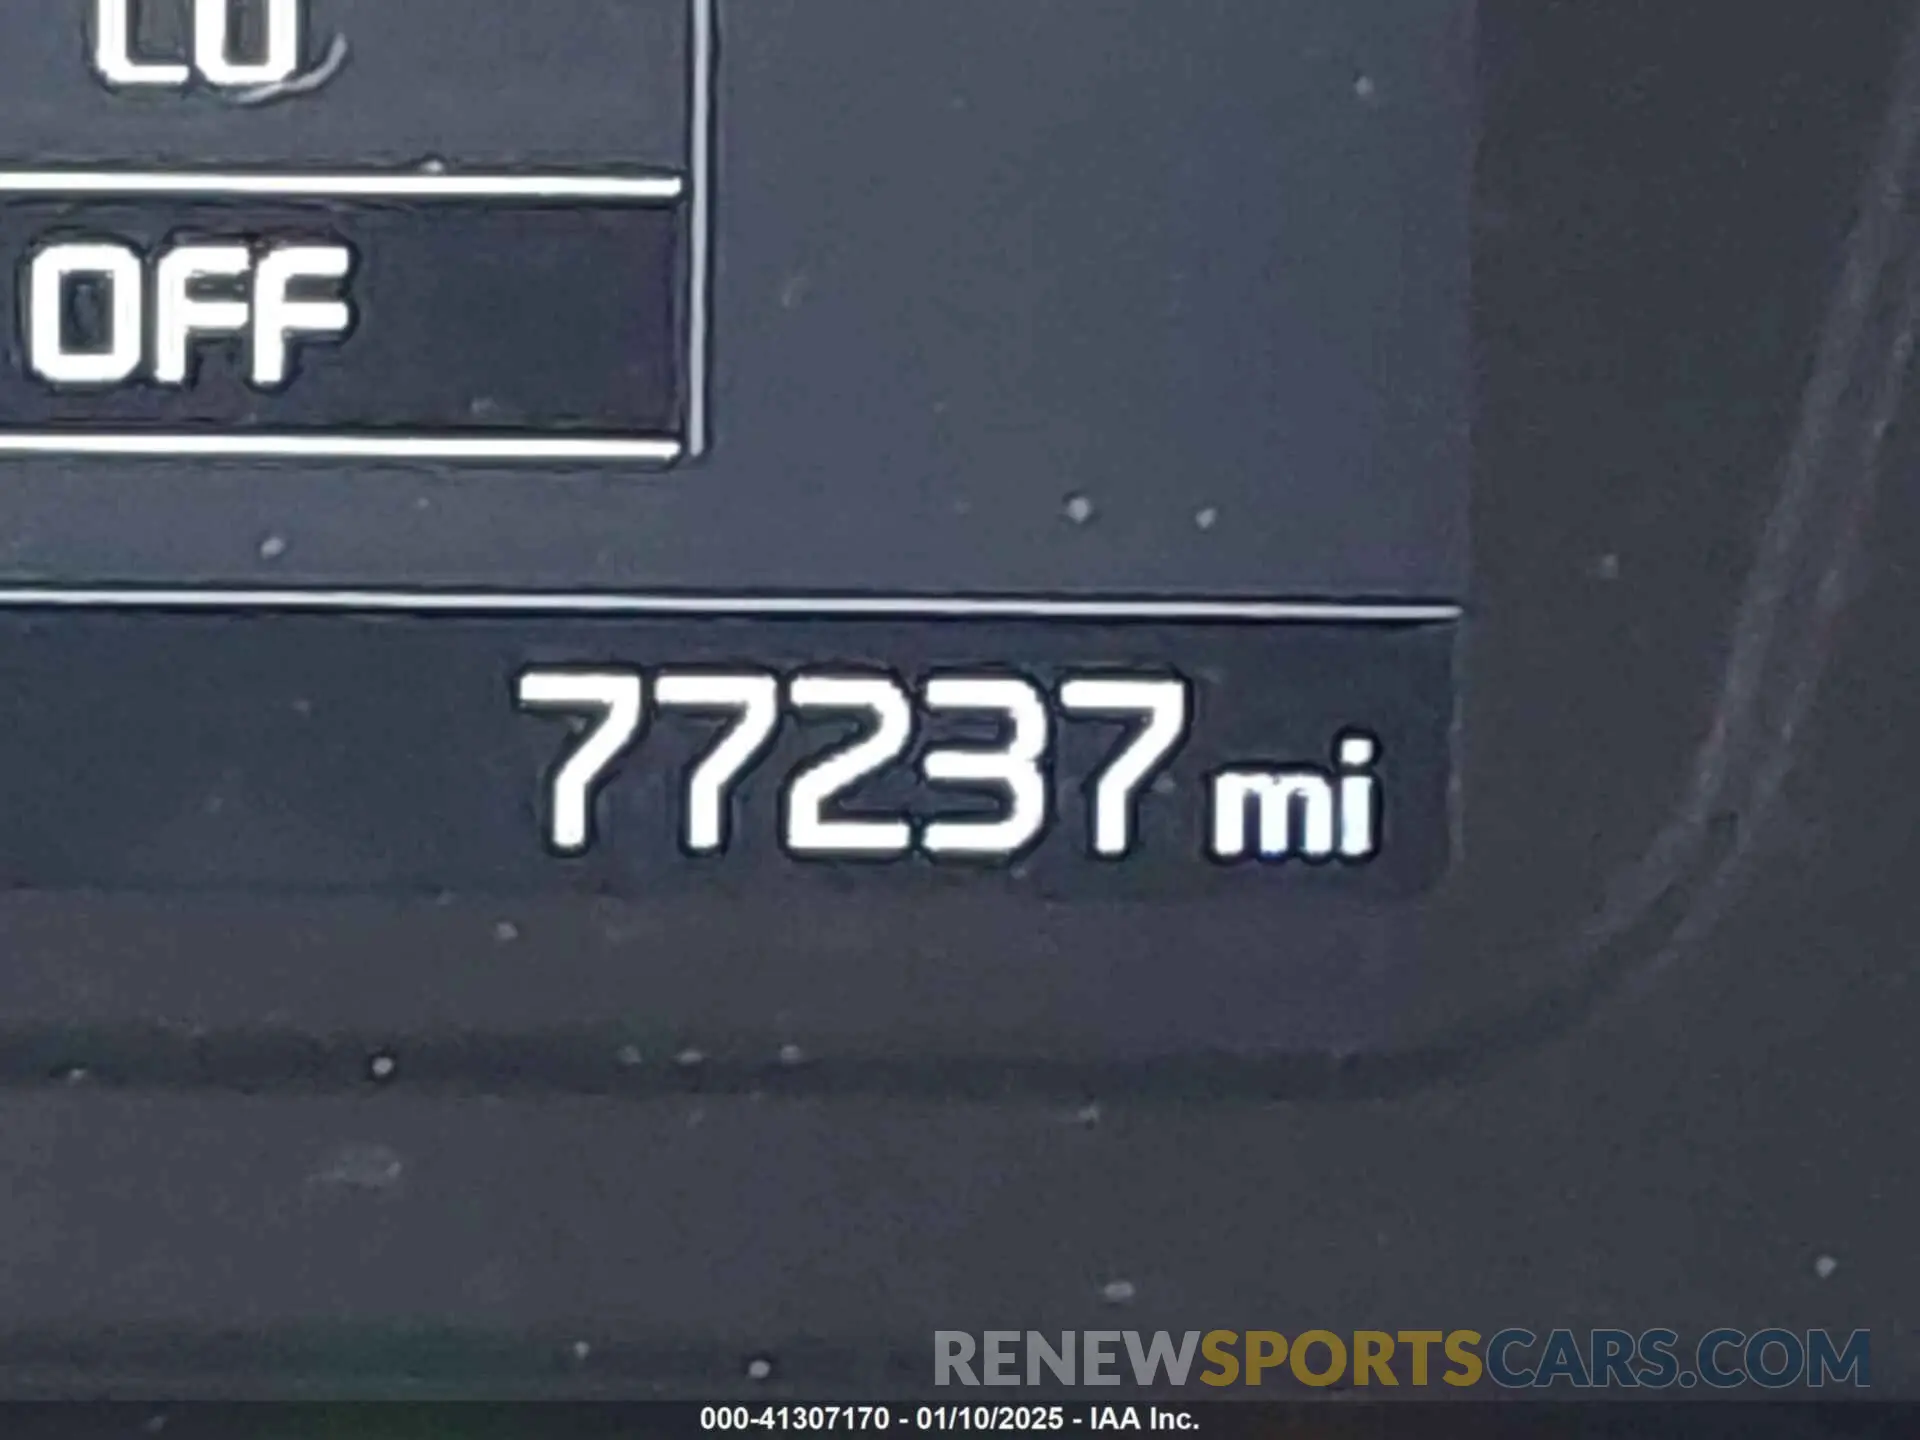 LO
OFF
77237 mi
RENEWSPORTSCARS.COM
000-41307170 - 01/10/2025 - IAA Inc.